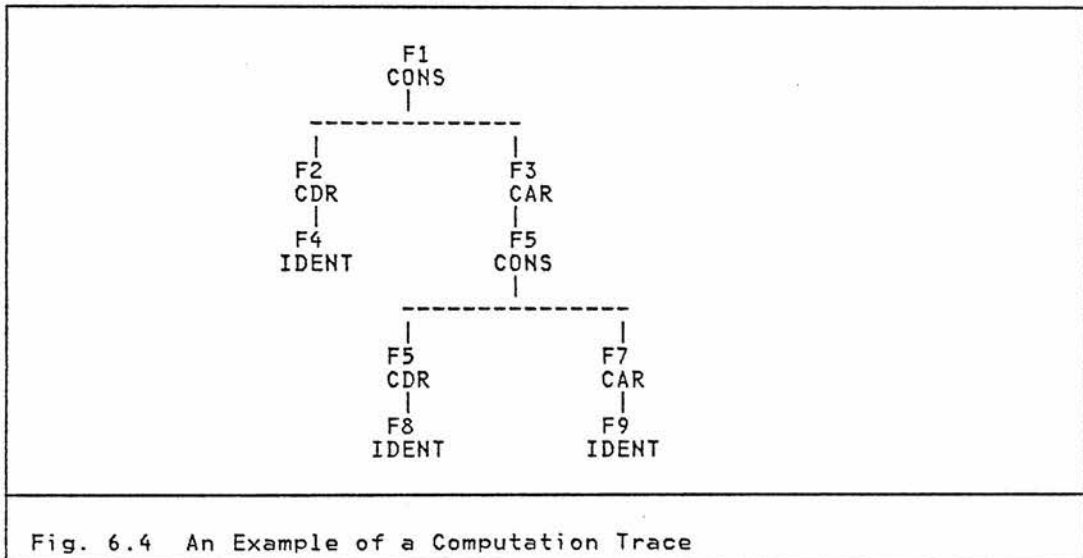 F1
CONS
F2 F3
CDR CAR
F4 F5
IDENT CONS
F5 F7
CDR CAR
F8 F9
IDENT IDENT
Fig. 6.4 An Example of a Computation Trace